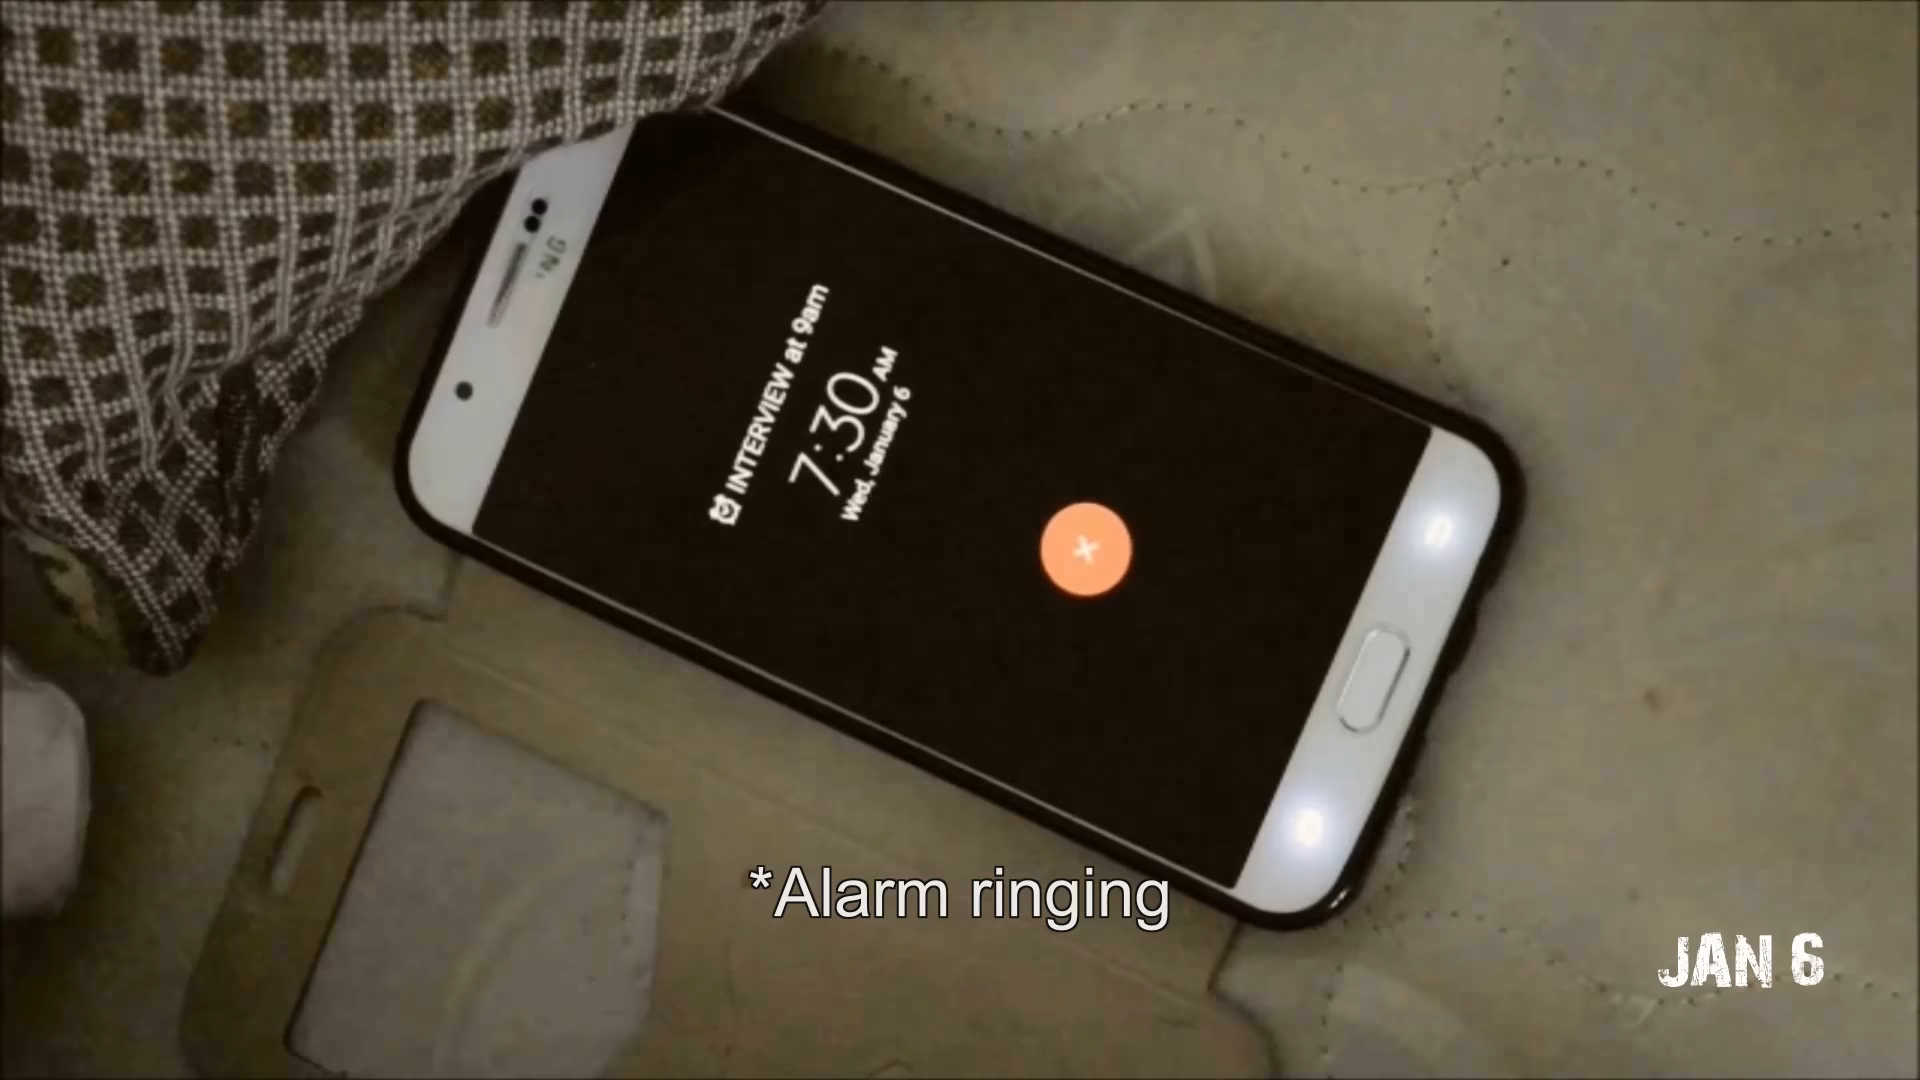 INTERVIEW at 9am
7:30 AM
Wed, January 6
*Alarm ringing
JAN 6